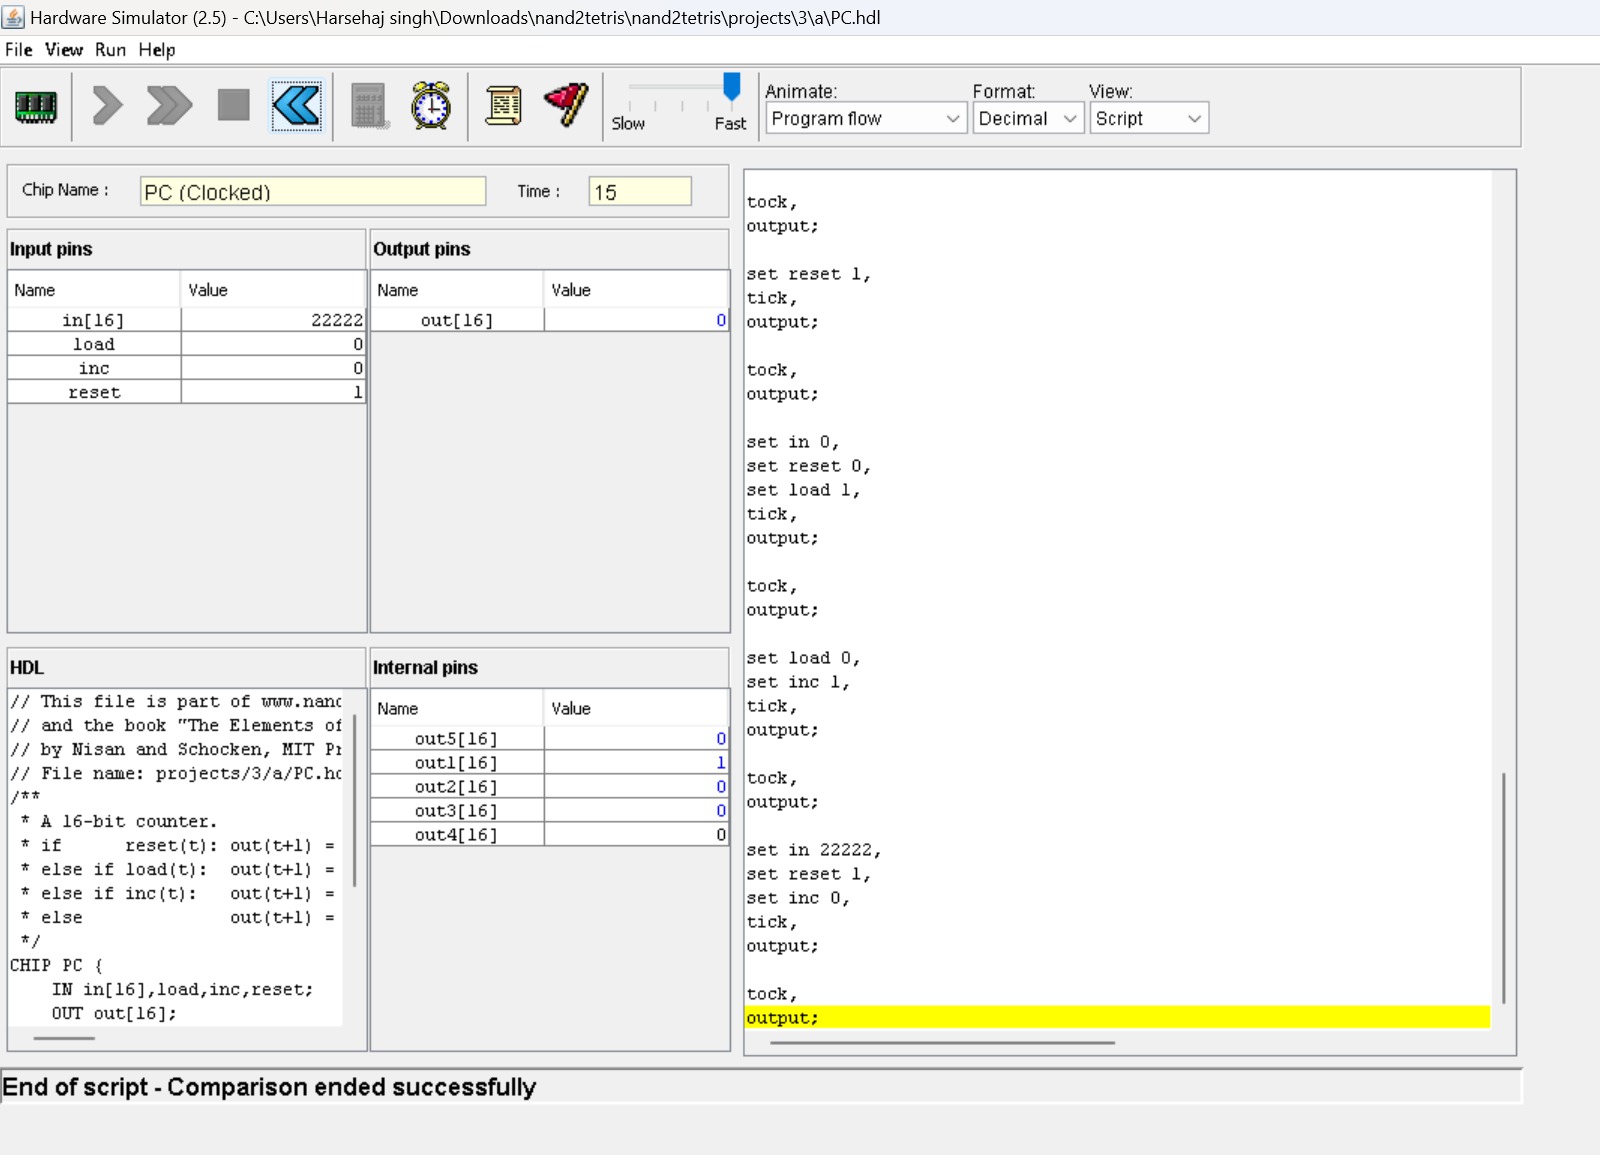 Hardware Simulator (2.5) - C:\Users\Harsehaj singh\Downloads\nand2tetris\nand2tetris\projects\3\a\PC.hdl
File View Run Help
Slow Fast
Animate: Format: View:
Program flow Decimal Script
Chip Name : PC (Clocked) Time : 15
Input pins
Name Value
in[16] 22222
load 0
inc 0
reset 1
Output pins
Name Value
out[16] 0
HDL
// This file is part of www.nand
// and the book "The Elements of
// by Nisan and Schocken, MIT Pr
// File name: projects/3/a/PC.hd
/**
* A 16-bit counter.
* if reset(t): out(t+1) =
* else if load(t): out(t+1) =
* else if inc(t): out(t+1) =
* else out(t+1) =
*/
CHIP PC {
IN in[16],load,inc,reset;
OUT out[16];
Internal pins
Name Value
out5[16] 0
out1[16] 1
out2[16] 0
out3[16] 0
out4[16] 0
tock,
output;
set reset 1,
tick,
output;
tock,
output;
set in 0,
set reset 0,
set load 1,
tick,
output;
tock,
output;
set load 0,
set inc 1,
tick,
output;
tock,
output;
set in 22222,
set reset 1,
set inc 0,
tick,
output;
tock,
output;
End of script - Comparison ended successfully